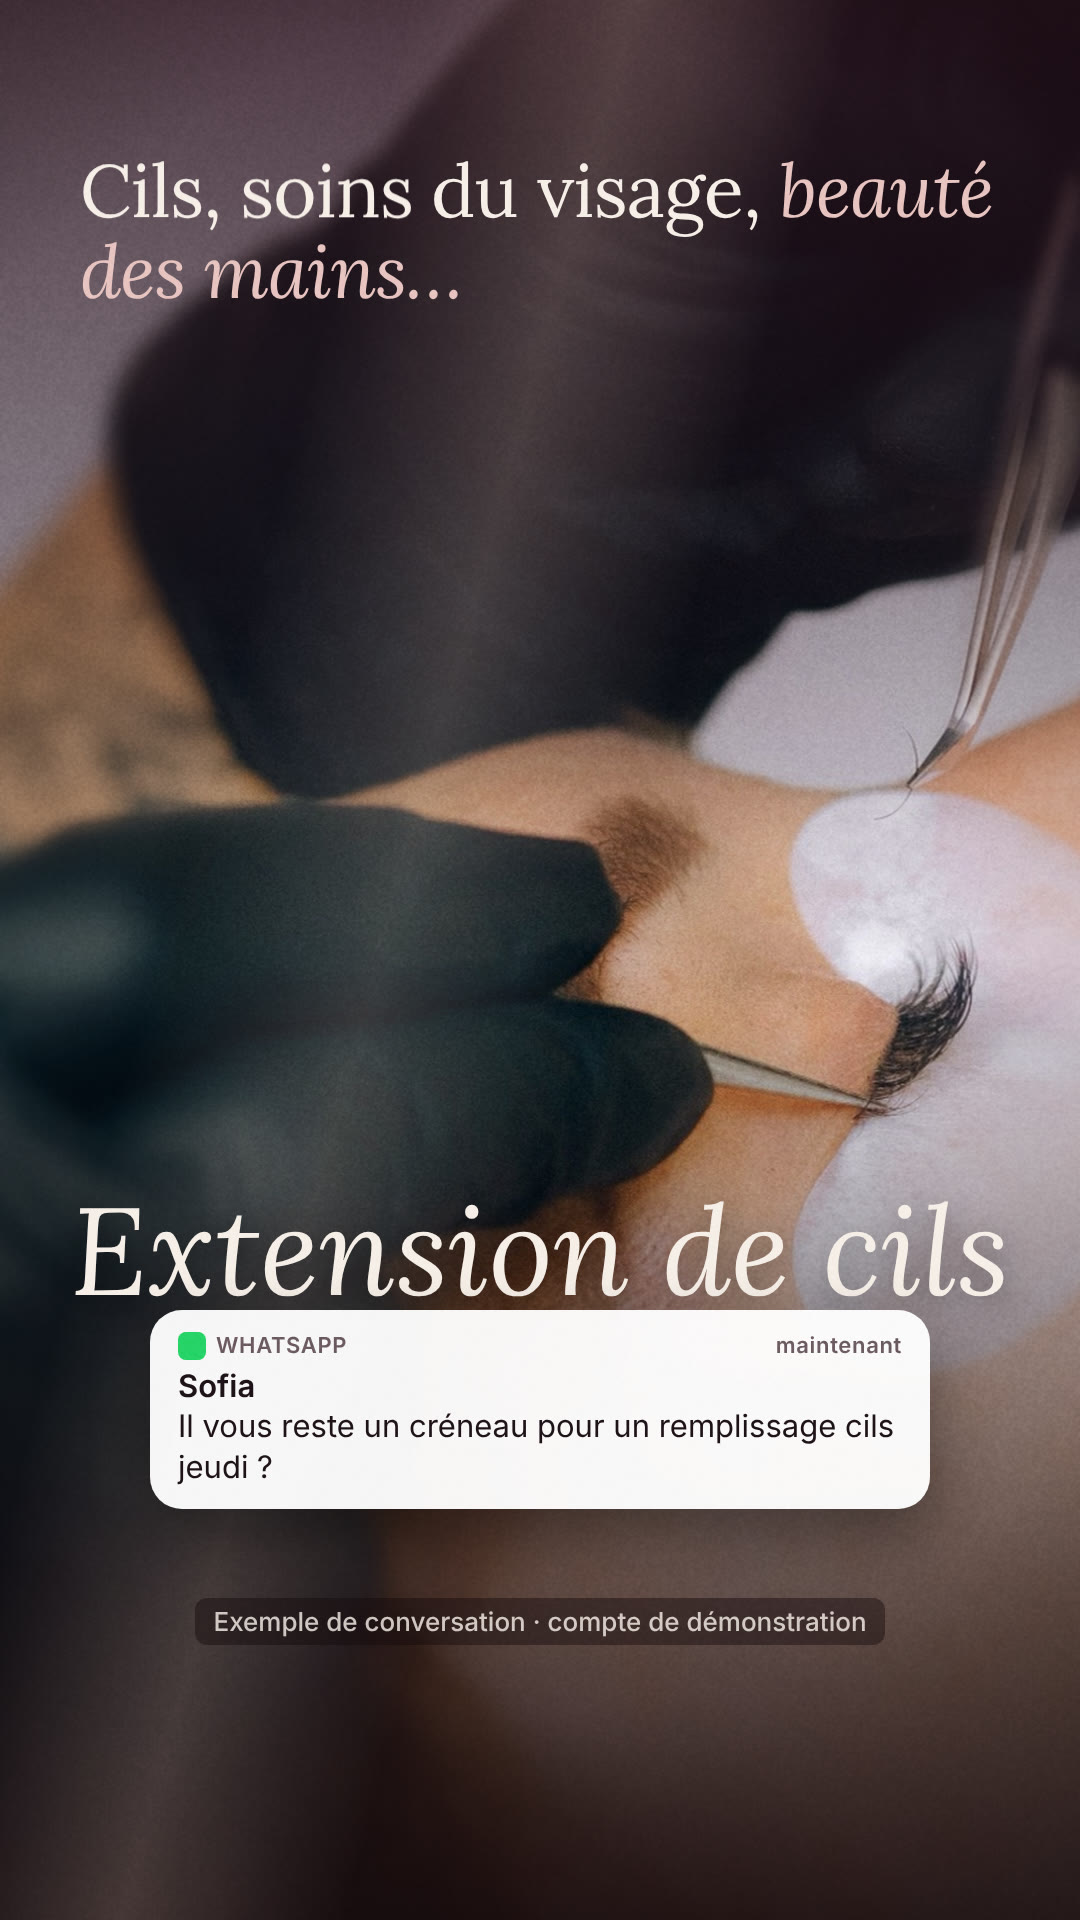 Cils, soins du visage, beauté
des mains...
Extension de cils
WHATSAPP maintenant
Sofia
Il vous reste un créneau pour un remplissage cils
jeudi ?
Exemple de conversation · compte de démonstration